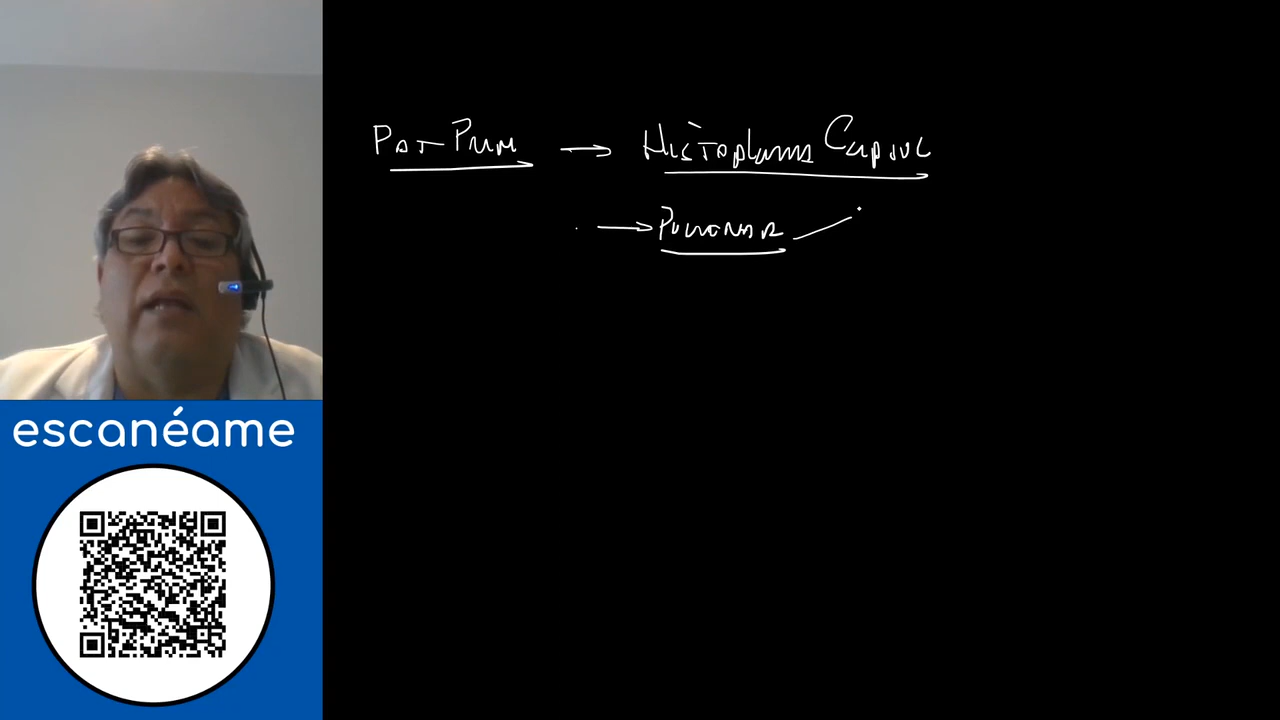 Pat Prim → Histoplasma Capsul
→ Pulmonar
escanéame